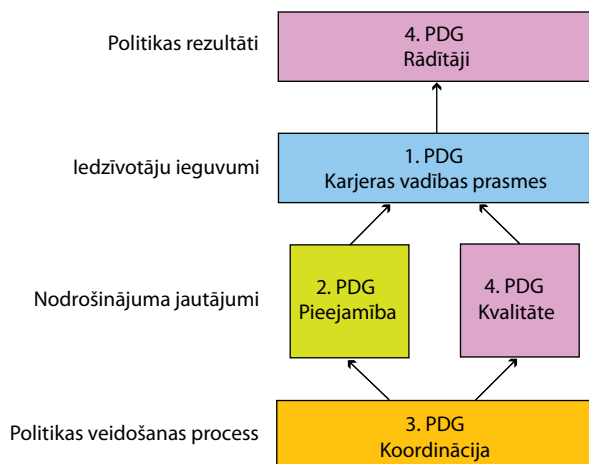 Politikas rezultāti
4. PDG
Rādītāji
Iedzīvotāju ieguvumi
1. PDG
Karjeras vadības prasmes
Nodrošinājuma jautājumi
2. PDG
Pieejamība
4. PDG
Kvalitāte
Politikas veidošanas process
3. PDG
Koordinācija